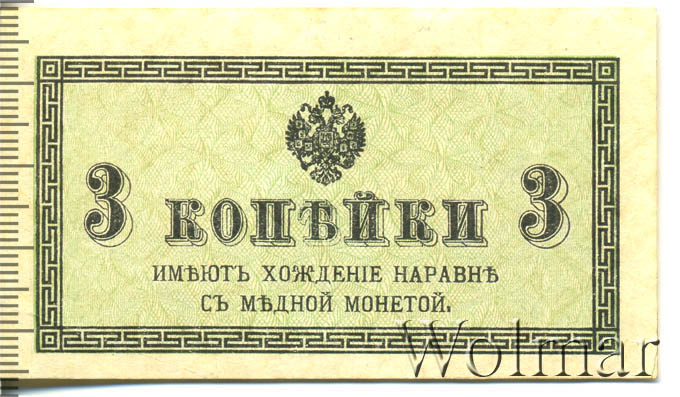 3 КОПѢЙКИ 3
ИМѢЮТЪ ХОЖДЕНІЕ НАРАВНѢ
СЪ МѢДНОЙ МОНЕТОЙ.
Wolmar